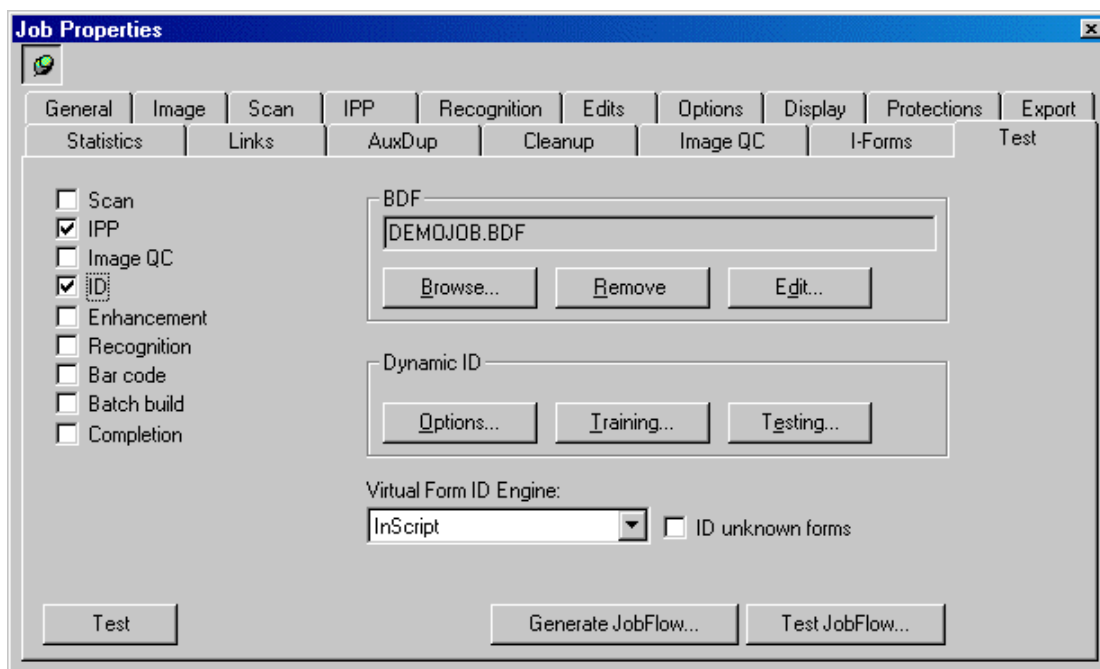 Job Properties
General Image Scan IPP Recognition Edits Options Display Protections Export
Statistics Links AuxDup Cleanup Image QC I-Forms Test
Scan
IPP
Image QC
ID
Enhancement
Recognition
Bar code
Batch build
Completion
BDF
DEMOJOB.BDF
Browse... Remove Edit...
Dynamic ID
Options... Training... Testing...
Virtual Form ID Engine:
InScript ID unknown forms
Test Generate JobFlow... Test JobFlow...